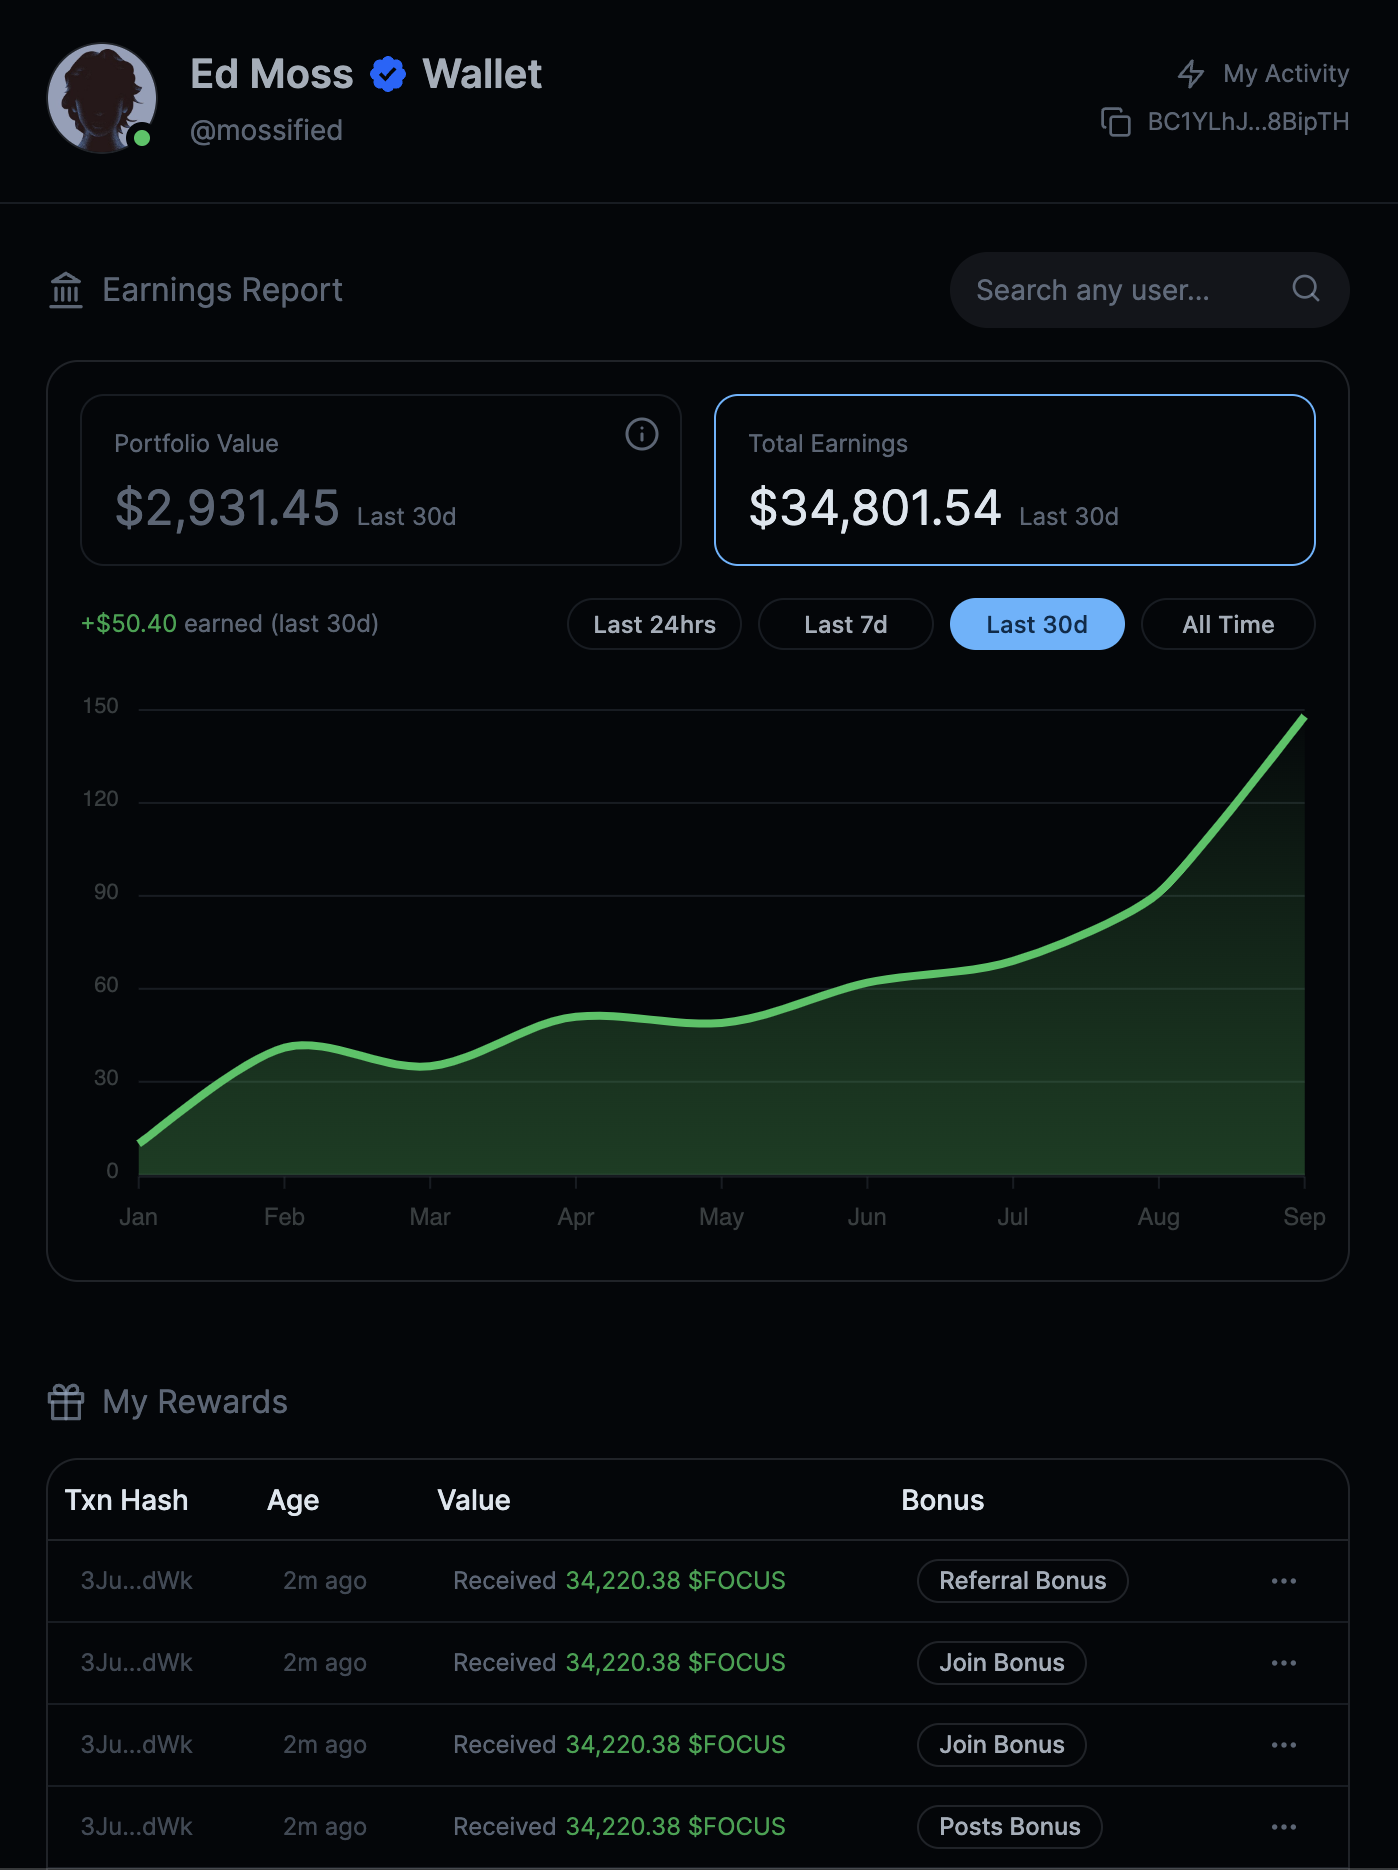 Ed Moss Wallet
@mossified
My Activity
BC1YLhJ...8BipTH
Earnings Report
Search any user...
Portfolio Value
$2,931.45 Last 30d
Total Earnings
$34,801.54 Last 30d
+$50.40 earned (last 30d)
Last 24hrs
Last 7d
Last 30d
All Time
150
120
90
60
30
0
Jan Feb Mar Apr May Jun Jul Aug Sep
My Rewards
Txn Hash Age Value Bonus
3Ju...dWk 2m ago Received 34,220.38 $FOCUS Referral Bonus
3Ju...dWk 2m ago Received 34,220.38 $FOCUS Join Bonus
3Ju...dWk 2m ago Received 34,220.38 $FOCUS Join Bonus
3Ju...dWk 2m ago Received 34,220.38 $FOCUS Posts Bonus